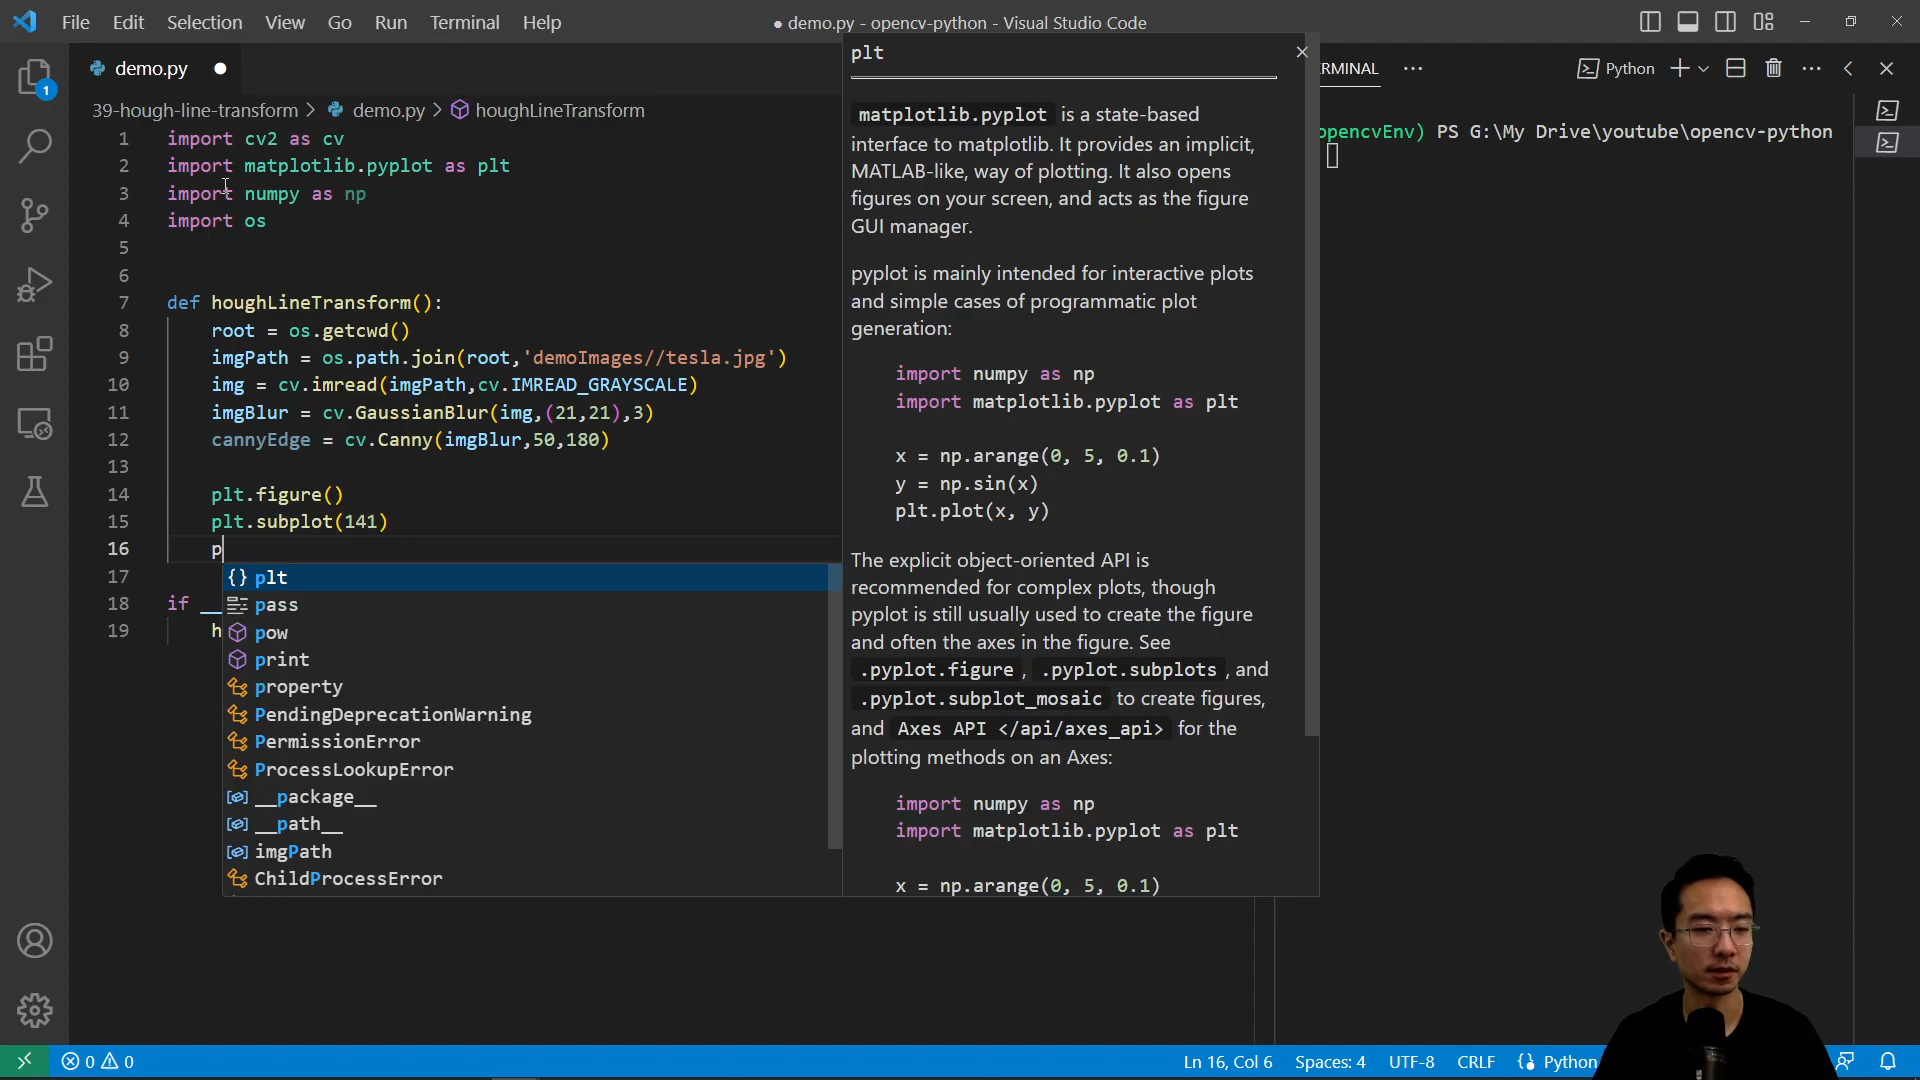 File Edit Selection View Go Run Terminal Help
● demo.py - opencv-python - Visual Studio Code
demo.py
39-hough-line-transform > demo.py > houghLineTransform
1 import cv2 as cv
2 import matplotlib.pyplot as plt
3 import numpy as np
4 import os
5
6
7 def houghLineTransform():
8 root = os.getcwd()
9 imgPath = os.path.join(root,'demoImages//tesla.jpg')
10 img = cv.imread(imgPath,cv.IMREAD_GRAYSCALE)
11 imgBlur = cv.GaussianBlur(img,(21,21),3)
12 cannyEdge = cv.Canny(imgBlur,50,180)
13
14 plt.figure()
15 plt.subplot(141)
16 p
17
18 if __
19 h
{} plt
pass
pow
print
property
PendingDeprecationWarning
PermissionError
ProcessLookupError
__package__
__path__
imgPath
ChildProcessError
plt
matplotlib.pyplot is a state-based
interface to matplotlib. It provides an implicit,
MATLAB-like, way of plotting. It also opens
figures on your screen, and acts as the figure
GUI manager.
pyplot is mainly intended for interactive plots
and simple cases of programmatic plot
generation:
import numpy as np
import matplotlib.pyplot as plt
x = np.arange(0, 5, 0.1)
y = np.sin(x)
plt.plot(x, y)
The explicit object-oriented API is
recommended for complex plots, though
pyplot is still usually used to create the figure
and often the axes in the figure. See
.pyplot.figure , .pyplot.subplots , and
.pyplot.subplot_mosaic to create figures,
and Axes API </api/axes_api> for the
plotting methods on an Axes:
import numpy as np
import matplotlib.pyplot as plt
x = np.arange(0, 5, 0.1)
RMINAL ··· Python
opencvEnv) PS G:\My Drive\youtube\opencv-python
1
0 0
Ln 16, Col 6 Spaces: 4 UTF-8 CRLF Python